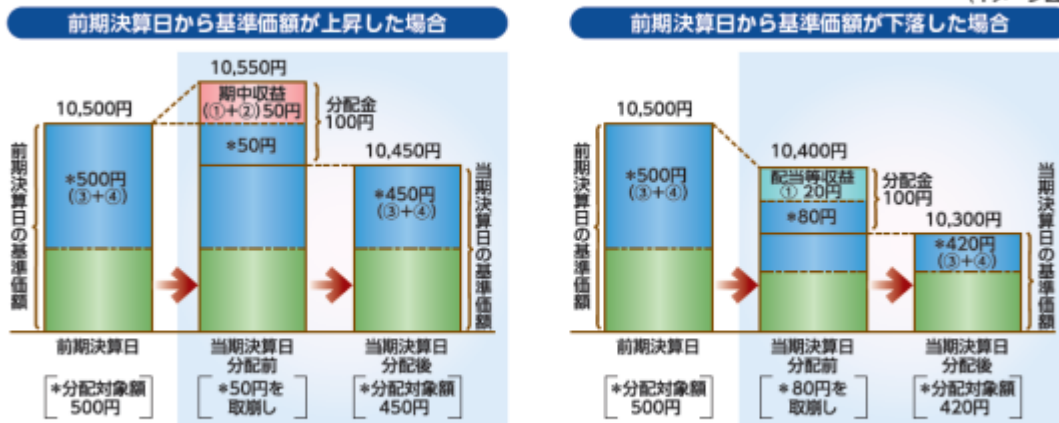 前期決算日から基準価額が上昇した場合
10,500円
前期決算日の基準価額
*500円
(③+④)
10,550円
期中収益
(①+②)50円
*50円
分配金
100円
10,450円
*450円
(③+④)
当期決算日の基準価額
前期決算日
*分配対象額
500円
当期決算日
分配前
*50円を
取崩し
当期決算日
分配後
*分配対象額
450円
前期決算日から基準価額が下落した場合
10,500円
前期決算日の基準価額
*500円
(③+④)
10,400円
配当等収益
① 20円
*80円
分配金
100円
10,300円
*420円
(③+④)
当期決算日の基準価額
前期決算日
*分配対象額
500円
当期決算日
分配前
*80円を
取崩し
当期決算日
分配後
*分配対象額
420円